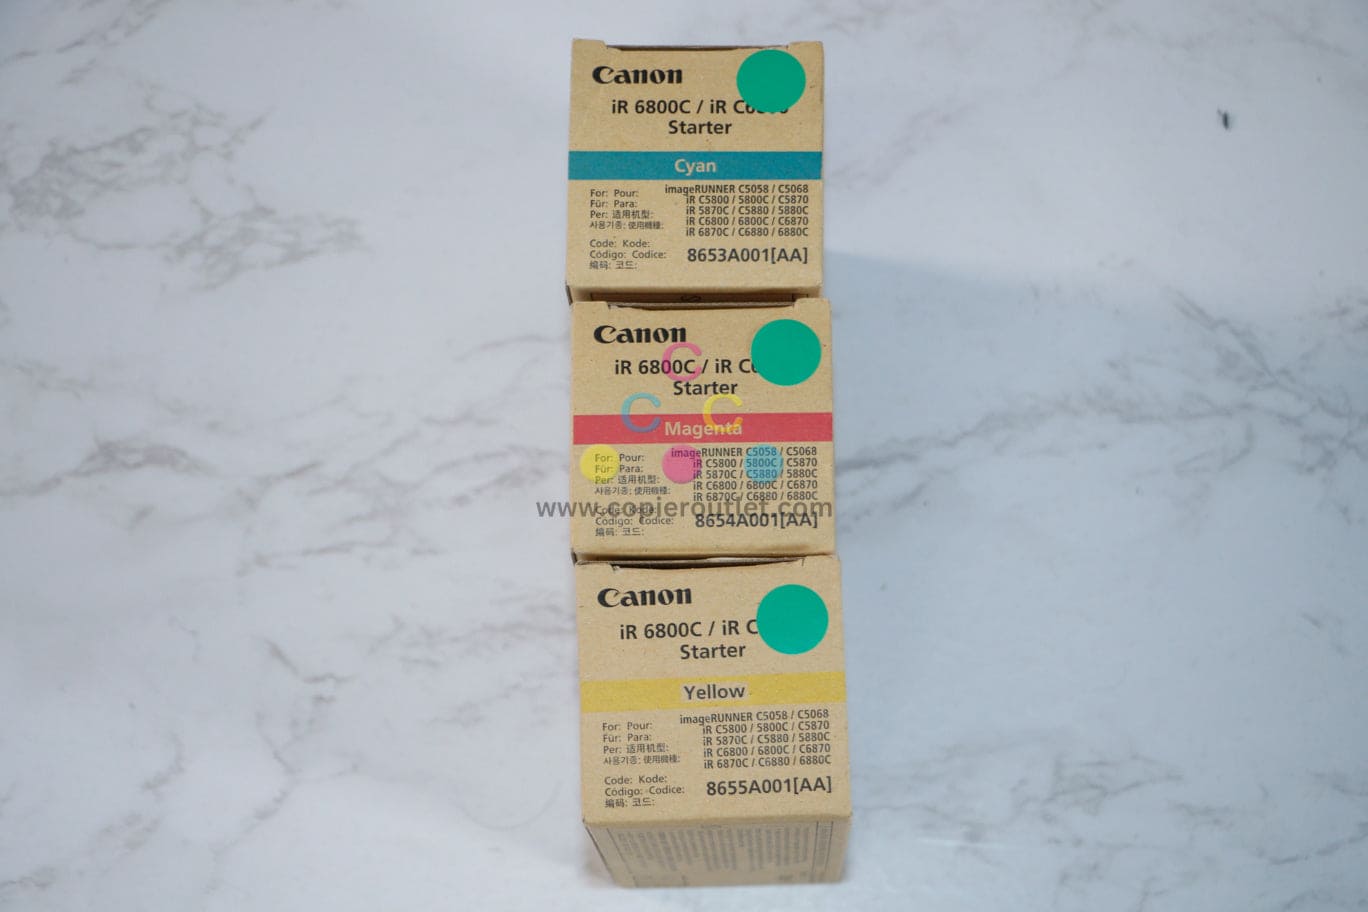 Canon
iR 6800C / iR
Starter
Cyan
For: Pour: imageRUNNER C5058 / C5068
Für: Para: iR C5800 / 5800C / C5870
Per: 适用机型: iR 5870C / C5880 / 5880C
사용기종: 使用機種: iR C6800 / 6800C / C6870
iR 6870C / C6880 / 6880C
Code: Kode:
Código: Codice: 8653A001[AA]
编码: 코드:
Canon
iR 6800C / iR
Starter
Magenta
For: Pour: imageRUNNER C5058 / C5068
Für: Para: iR C5800 / 5800C / C5870
Per: 适用机型: iR 5870C / C5880 / 5880C
사용기종: 使用機種: iR C6800 / 6800C / C6870
iR 6870C / C6880 / 6880C
Code: Kode:
Código: Codice: 8654A001[AA]
编码: 코드:
C
C C
www.copieroutlet.com
Canon
iR 6800C / iR
Starter
Yellow
For: Pour: imageRUNNER C5058 / C5068
Für: Para: iR C5800 / 5800C / C5870
Per: 适用机型: iR 5870C / C5880 / 5880C
사용기종: 使用機種: iR C6800 / 6800C / C6870
iR 6870C / C6880 / 6880C
Code: Kode:
Código: Codice: 8655A001[AA]
编码: 코드: